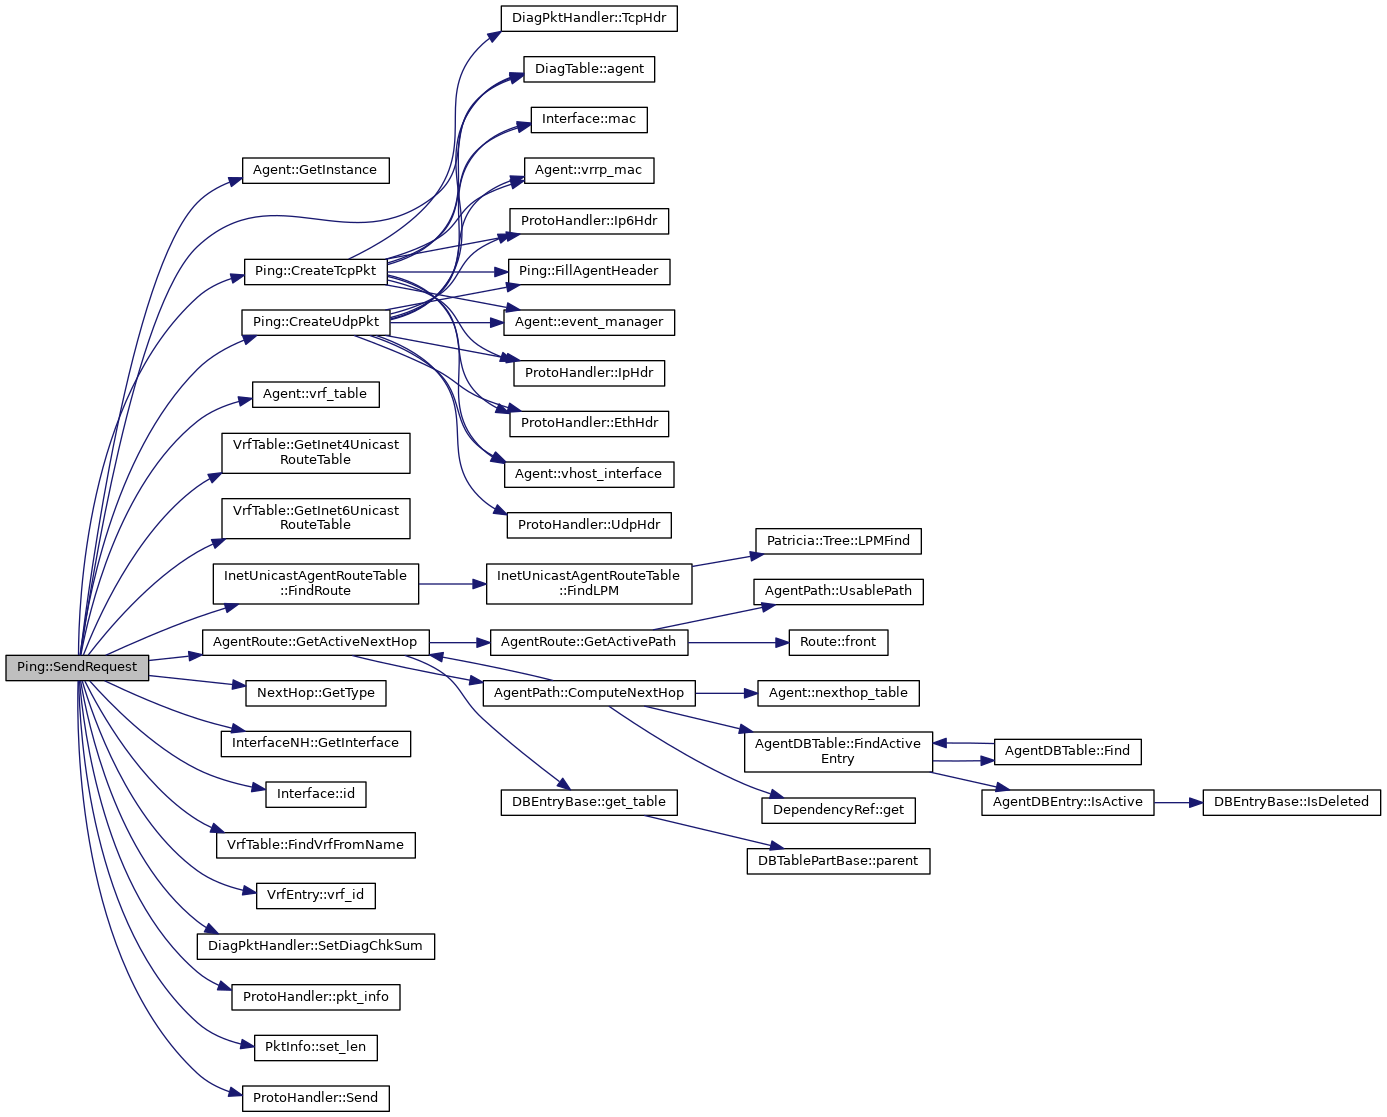 Ping::SendRequest
Agent::GetInstance
Ping::CreateTcpPkt
Ping::CreateUdpPkt
Agent::vrf_table
VrfTable::GetInet4Unicast
RouteTable
VrfTable::GetInet6Unicast
RouteTable
InetUnicastAgentRouteTable
::FindRoute
AgentRoute::GetActiveNextHop
NextHop::GetType
InterfaceNH::GetInterface
Interface::id
VrfTable::FindVrfFromName
VrfEntry::vrf_id
DiagPktHandler::SetDiagChkSum
ProtoHandler::pkt_info
PktInfo::set_len
ProtoHandler::Send
DiagPktHandler::TcpHdr
DiagTable::agent
Interface::mac
Agent::vrrp_mac
ProtoHandler::Ip6Hdr
Ping::FillAgentHeader
Agent::event_manager
ProtoHandler::IpHdr
ProtoHandler::EthHdr
Agent::vhost_interface
ProtoHandler::UdpHdr
InetUnicastAgentRouteTable
::FindLPM
AgentRoute::GetActivePath
AgentPath::ComputeNextHop
DBEntryBase::get_table
Patricia::Tree::LPMFind
AgentPath::UsablePath
Route::front
Agent::nexthop_table
AgentDBTable::FindActive
Entry
DependencyRef::get
DBTablePartBase::parent
AgentDBTable::Find
AgentDBEntry::IsActive
DBEntryBase::IsDeleted